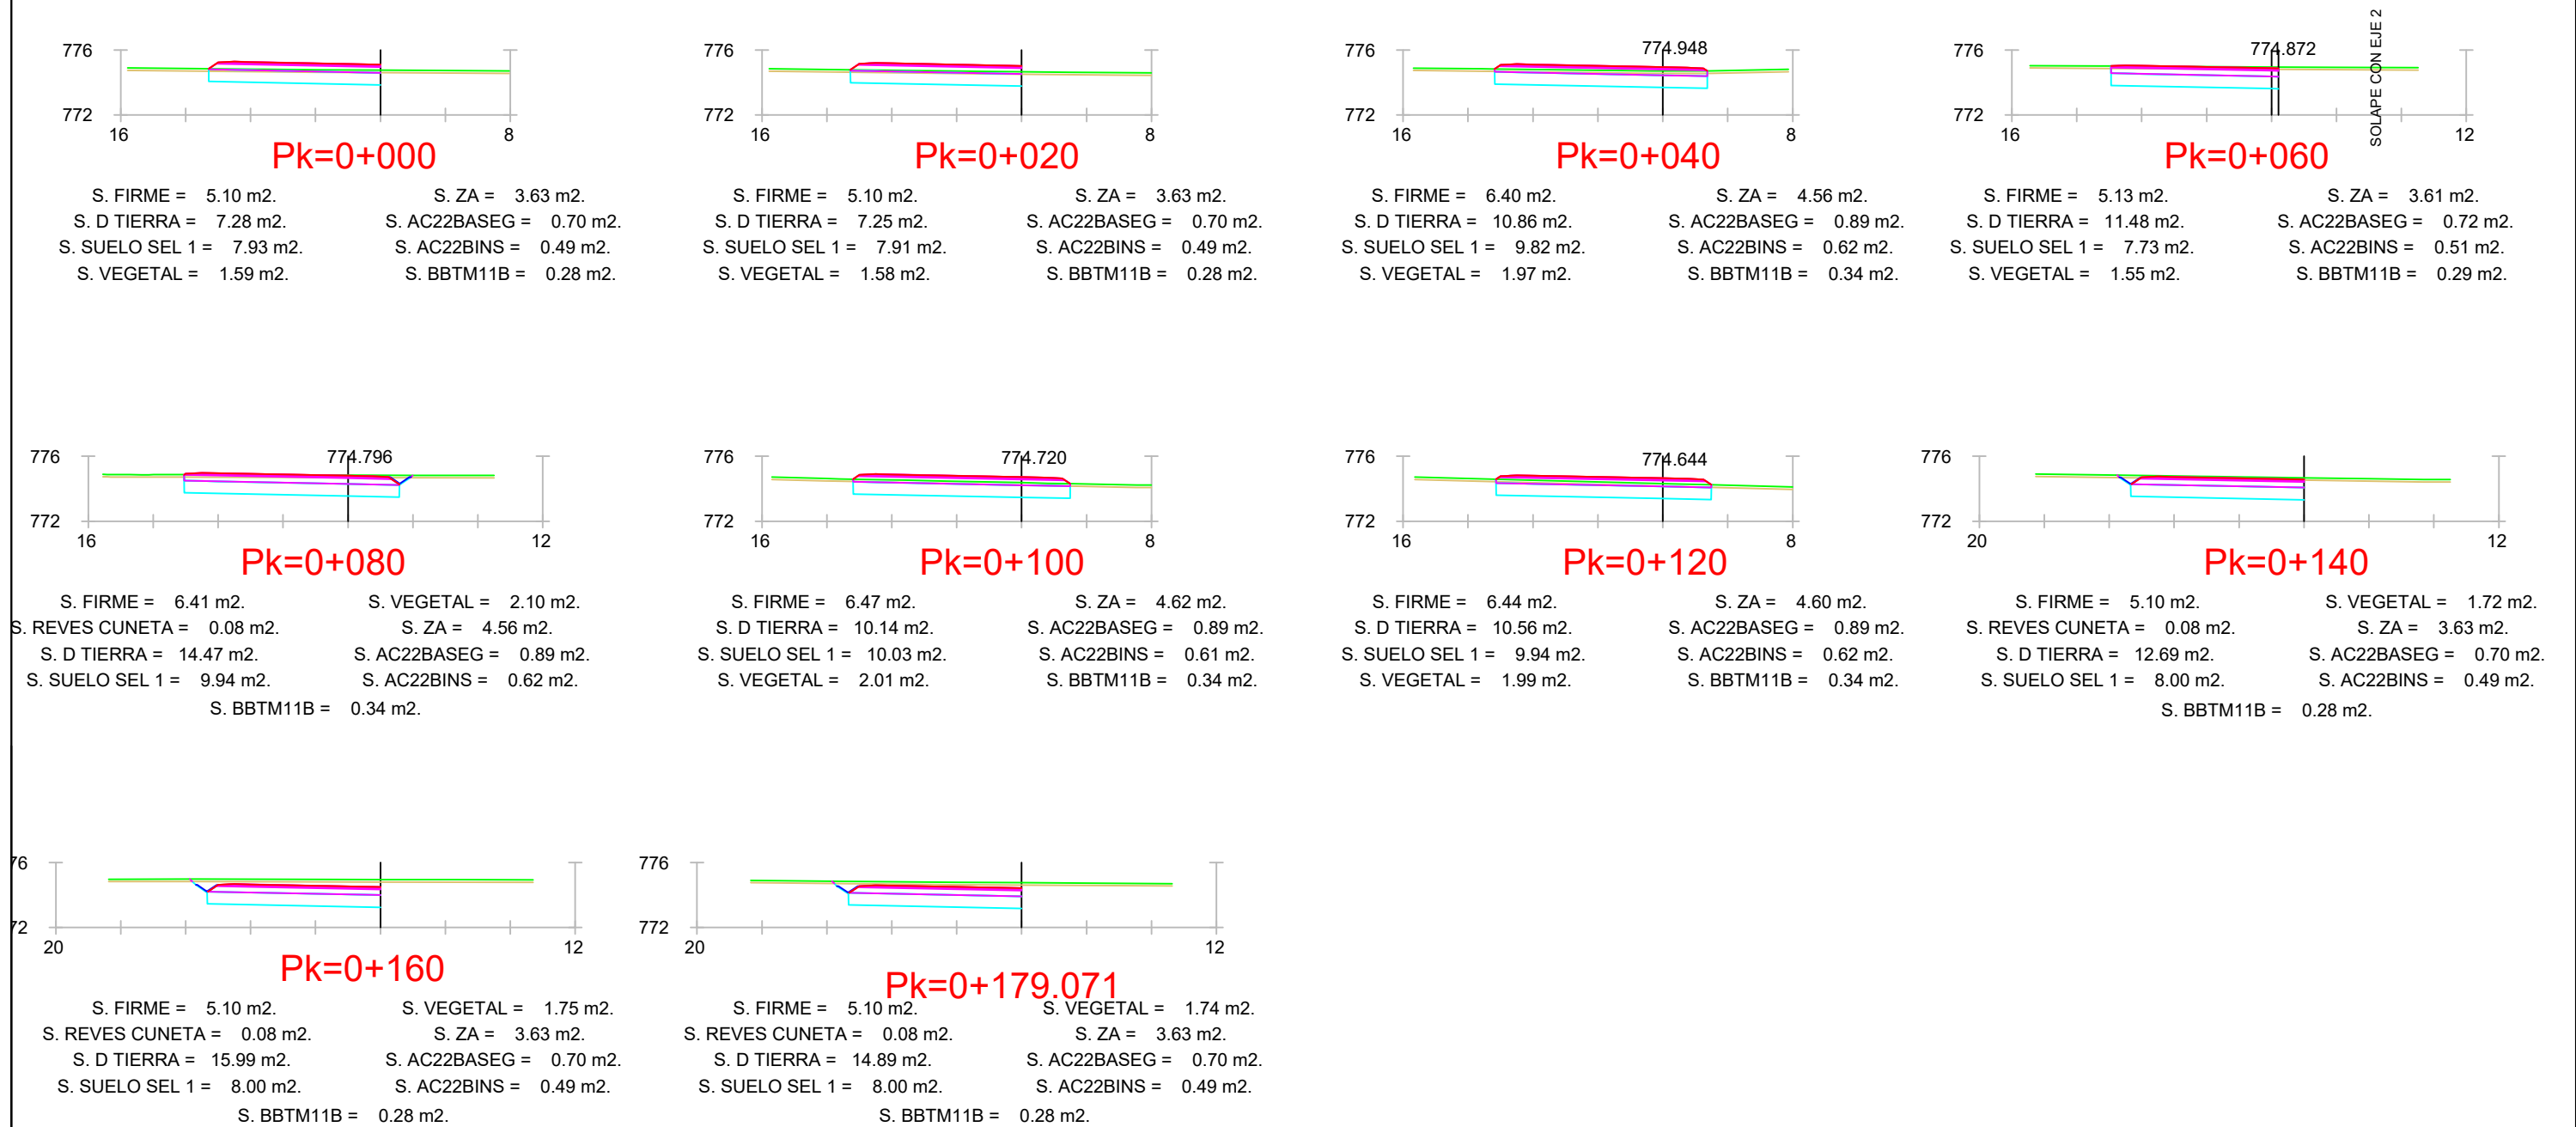 776
772
16
8
Pk=0+000
S. FIRME = 5.10 m2.
S. ZA = 3.63 m2.
S. D TIERRA = 7.28 m2.
S. AC22BASEG = 0.70 m2.
S. SUELO SEL 1 = 7.93 m2.
S. AC22BINS = 0.49 m2.
S. VEGETAL = 1.59 m2.
S. BBTM11B = 0.28 m2.
776
772
16
8
Pk=0+020
S. FIRME = 5.10 m2.
S. ZA = 3.63 m2.
S. D TIERRA = 7.25 m2.
S. AC22BASEG = 0.70 m2.
S. SUELO SEL 1 = 7.91 m2.
S. AC22BINS = 0.49 m2.
S. VEGETAL = 1.58 m2.
S. BBTM11B = 0.28 m2.
776
774.948
772
16
8
Pk=0+040
S. FIRME = 6.40 m2.
S. ZA = 4.56 m2.
S. D TIERRA = 10.86 m2.
S. AC22BASEG = 0.89 m2.
S. SUELO SEL 1 = 9.82 m2.
S. AC22BINS = 0.62 m2.
S. VEGETAL = 1.97 m2.
S. BBTM11B = 0.34 m2.
776
774.872
SOLAPE CON EJE 2
772
16
12
Pk=0+060
S. FIRME = 5.13 m2.
S. ZA = 3.61 m2.
S. D TIERRA = 11.48 m2.
S. AC22BASEG = 0.72 m2.
S. SUELO SEL 1 = 7.73 m2.
S. AC22BINS = 0.51 m2.
S. VEGETAL = 1.55 m2.
S. BBTM11B = 0.29 m2.
776
774.796
772
16
12
Pk=0+080
S. FIRME = 6.41 m2.
S. VEGETAL = 2.10 m2.
S. REVES CUNETA = 0.08 m2.
S. ZA = 4.56 m2.
S. D TIERRA = 14.47 m2.
S. AC22BASEG = 0.89 m2.
S. SUELO SEL 1 = 9.94 m2.
S. AC22BINS = 0.62 m2.
S. BBTM11B = 0.34 m2.
776
774.720
772
16
8
Pk=0+100
S. FIRME = 6.47 m2.
S. ZA = 4.62 m2.
S. D TIERRA = 10.14 m2.
S. AC22BASEG = 0.89 m2.
S. SUELO SEL 1 = 10.03 m2.
S. AC22BINS = 0.61 m2.
S. VEGETAL = 2.01 m2.
S. BBTM11B = 0.34 m2.
776
774.644
772
16
8
Pk=0+120
S. FIRME = 6.44 m2.
S. ZA = 4.60 m2.
S. D TIERRA = 10.56 m2.
S. AC22BASEG = 0.89 m2.
S. SUELO SEL 1 = 9.94 m2.
S. AC22BINS = 0.62 m2.
S. VEGETAL = 1.99 m2.
S. BBTM11B = 0.34 m2.
776
772
20
12
Pk=0+140
S. FIRME = 5.10 m2.
S. VEGETAL = 1.72 m2.
S. REVES CUNETA = 0.08 m2.
S. ZA = 3.63 m2.
S. D TIERRA = 12.69 m2.
S. AC22BASEG = 0.70 m2.
S. SUELO SEL 1 = 8.00 m2.
S. AC22BINS = 0.49 m2.
S. BBTM11B = 0.28 m2.
76
72
20
12
Pk=0+160
S. FIRME = 5.10 m2.
S. VEGETAL = 1.75 m2.
S. REVES CUNETA = 0.08 m2.
S. ZA = 3.63 m2.
S. D TIERRA = 15.99 m2.
S. AC22BASEG = 0.70 m2.
S. SUELO SEL 1 = 8.00 m2.
S. AC22BINS = 0.49 m2.
S. BBTM11B = 0.28 m2.
776
772
20
12
Pk=0+179.071
S. FIRME = 5.10 m2.
S. VEGETAL = 1.74 m2.
S. REVES CUNETA = 0.08 m2.
S. ZA = 3.63 m2.
S. D TIERRA = 14.89 m2.
S. AC22BASEG = 0.70 m2.
S. SUELO SEL 1 = 8.00 m2.
S. AC22BINS = 0.49 m2.
S. BBTM11B = 0.28 m2.